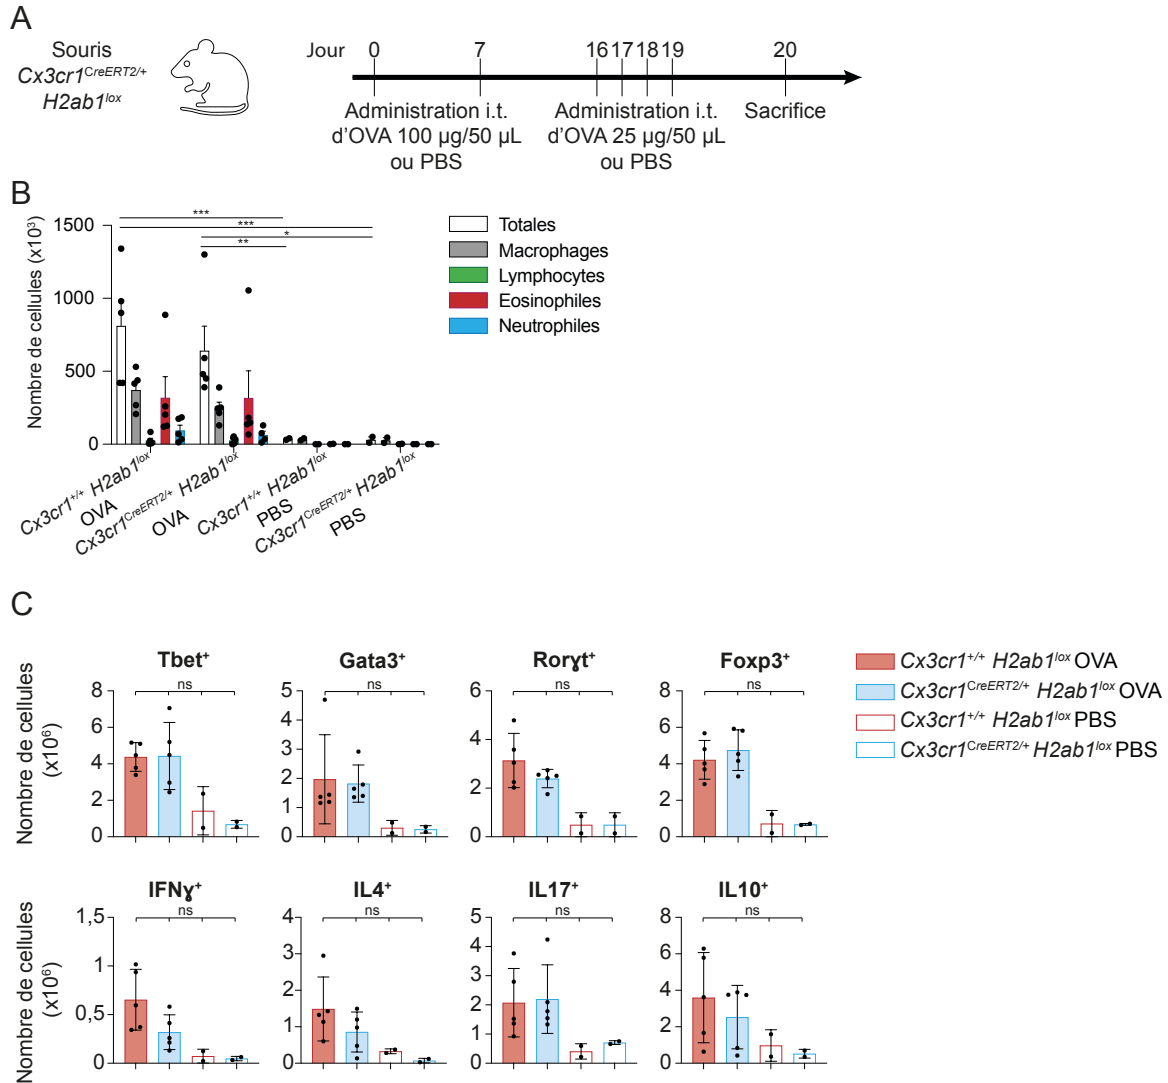 A
Souris
Cx3cr1CreERT2/+
H2ab1lox
Jour 0 7 16 17 18 19 20
Administration i.t.
d'OVA 100 µg/50 µL
ou PBS
Administration i.t.
d'OVA 25 µg/50 µL
ou PBS
Sacrifice
B
Nombre de cellules (x10³)
1500
1000
500
0
***
***
*
**
Totales
Macrophages
Lymphocytes
Eosinophiles
Neutrophiles
Cx3cr1+/+ H2ab1lox
OVA
Cx3cr1CreERT2/+ H2ab1lox
OVA
Cx3cr1+/+ H2ab1lox
PBS
Cx3cr1CreERT2/+ H2ab1lox
PBS
C
Nombre de cellules
(x10⁶)
Tbet+
ns
8
6
4
2
0
Gata3+
ns
5
4
3
2
1
0
Rorɣt+
ns
6
4
2
0
Foxp3+
ns
8
6
4
2
0
Cx3cr1+/+ H2ab1lox OVA
Cx3cr1CreERT2/+ H2ab1lox OVA
Cx3cr1+/+ H2ab1lox PBS
Cx3cr1CreERT2/+ H2ab1lox PBS
Nombre de cellules
(x10⁶)
IFNɣ+
ns
1,5
1
0,5
0
IL4+
ns
4
3
2
1
0
IL17+
ns
5
4
3
2
1
0
IL10+
ns
8
6
4
2
0